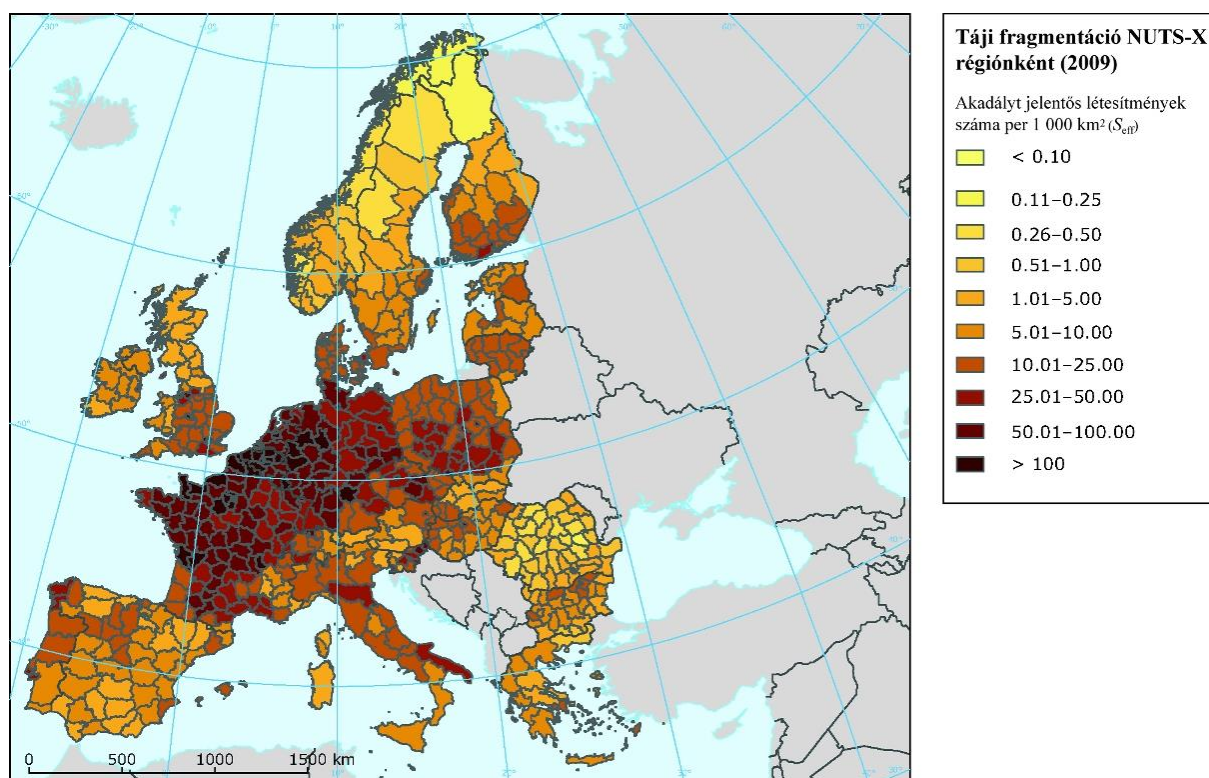 Táji fragmentáció NUTS-X
régiónként (2009)
Akadályt jelentős létesítmények
száma per 1 000 km² (Seff)
< 0.10
0.11–0.25
0.26–0.50
0.51–1.00
1.01–5.00
5.01–10.00
10.01–25.00
25.01–50.00
50.01–100.00
> 100
0 500 1000 1500 km